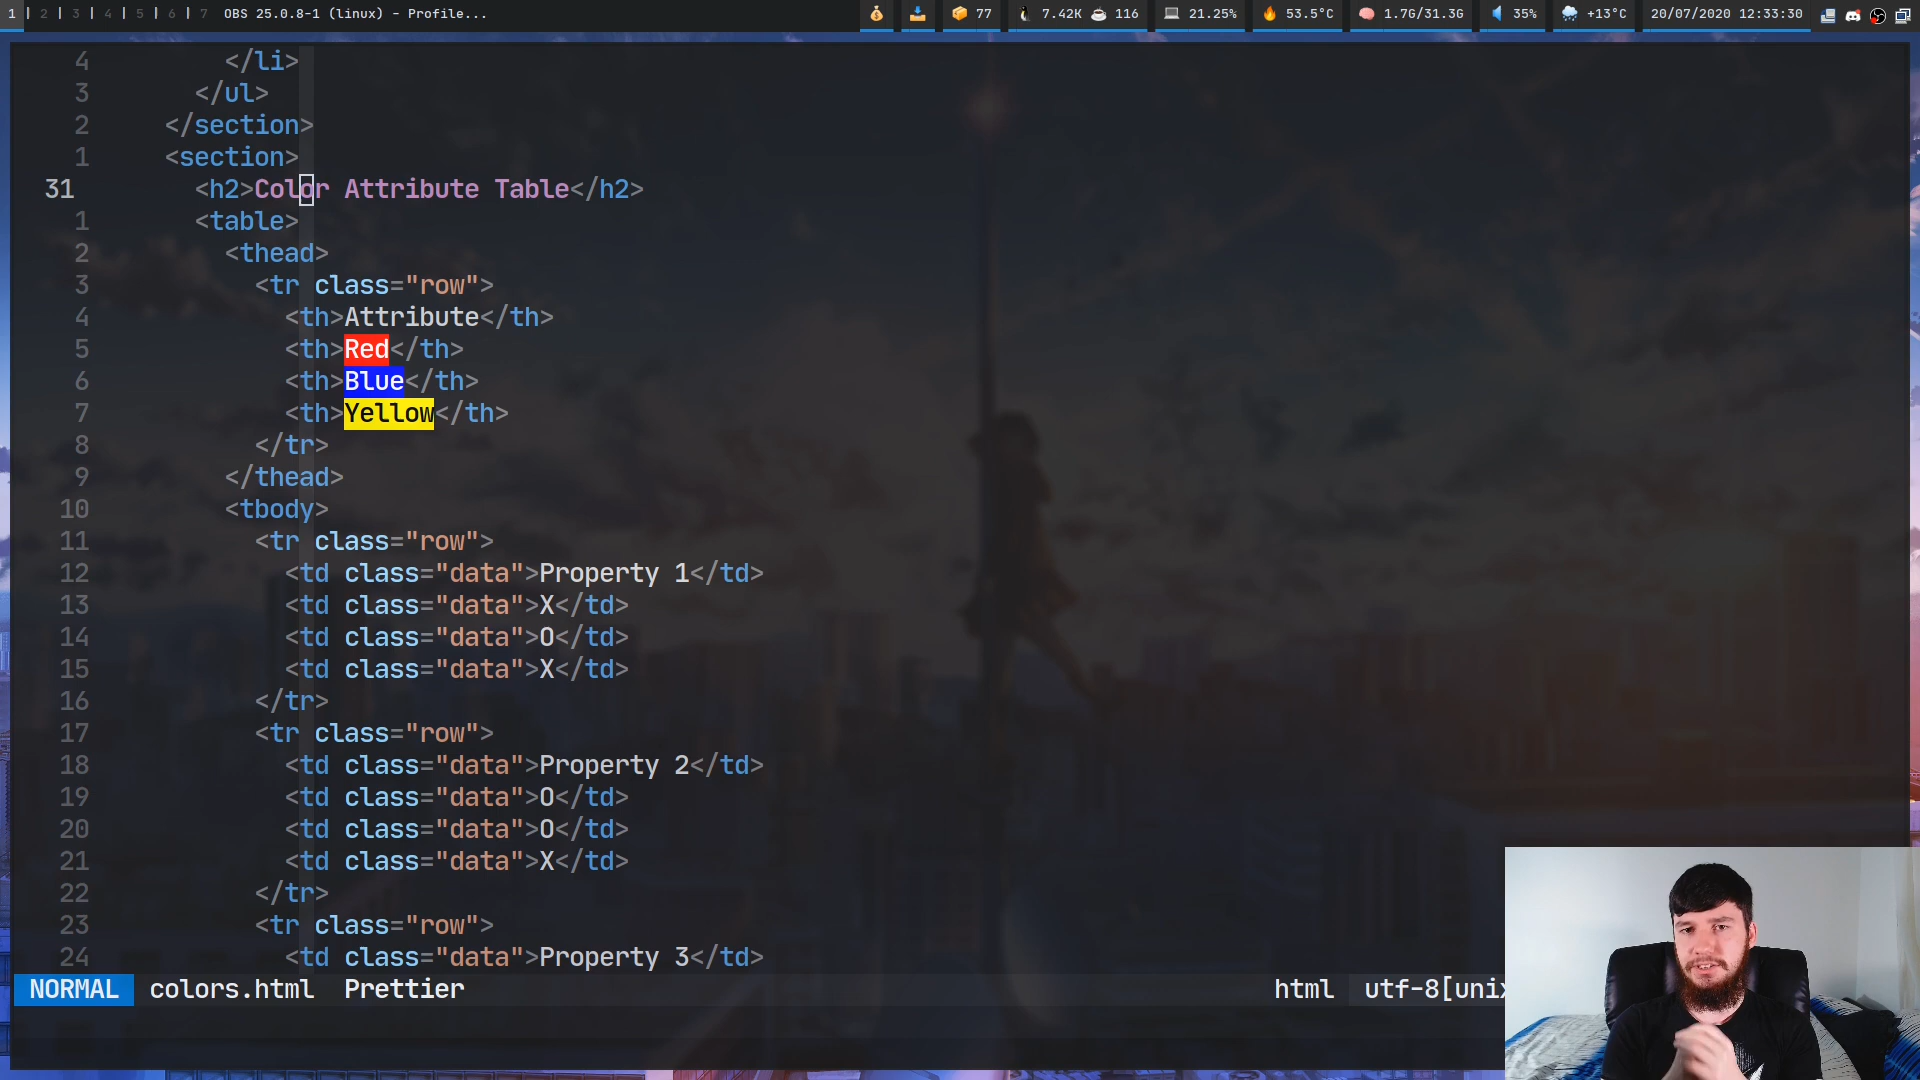 1 | 2 | 3 | 4 | 5 | 6 | 7 OBS 25.0.8-1 (linux) - Profile... 77 7.42K 116 21.25% 53.5°C 1.7G/31.3G 35% +13°C 20/07/2020 12:33:30
4 </li>
3 </ul>
2 </section>
1 <section>
31 <h2>Color Attribute Table</h2>
1 <table>
2 <thead>
3 <tr class="row">
4 <th>Attribute</th>
5 <th>Red</th>
6 <th>Blue</th>
7 <th>Yellow</th>
8 </tr>
9 </thead>
10 <tbody>
11 <tr class="row">
12 <td class="data">Property 1</td>
13 <td class="data">X</td>
14 <td class="data">O</td>
15 <td class="data">X</td>
16 </tr>
17 <tr class="row">
18 <td class="data">Property 2</td>
19 <td class="data">O</td>
20 <td class="data">O</td>
21 <td class="data">X</td>
22 </tr>
23 <tr class="row">
24 <td class="data">Property 3</td>
NORMAL colors.html Prettier html utf-8[unix